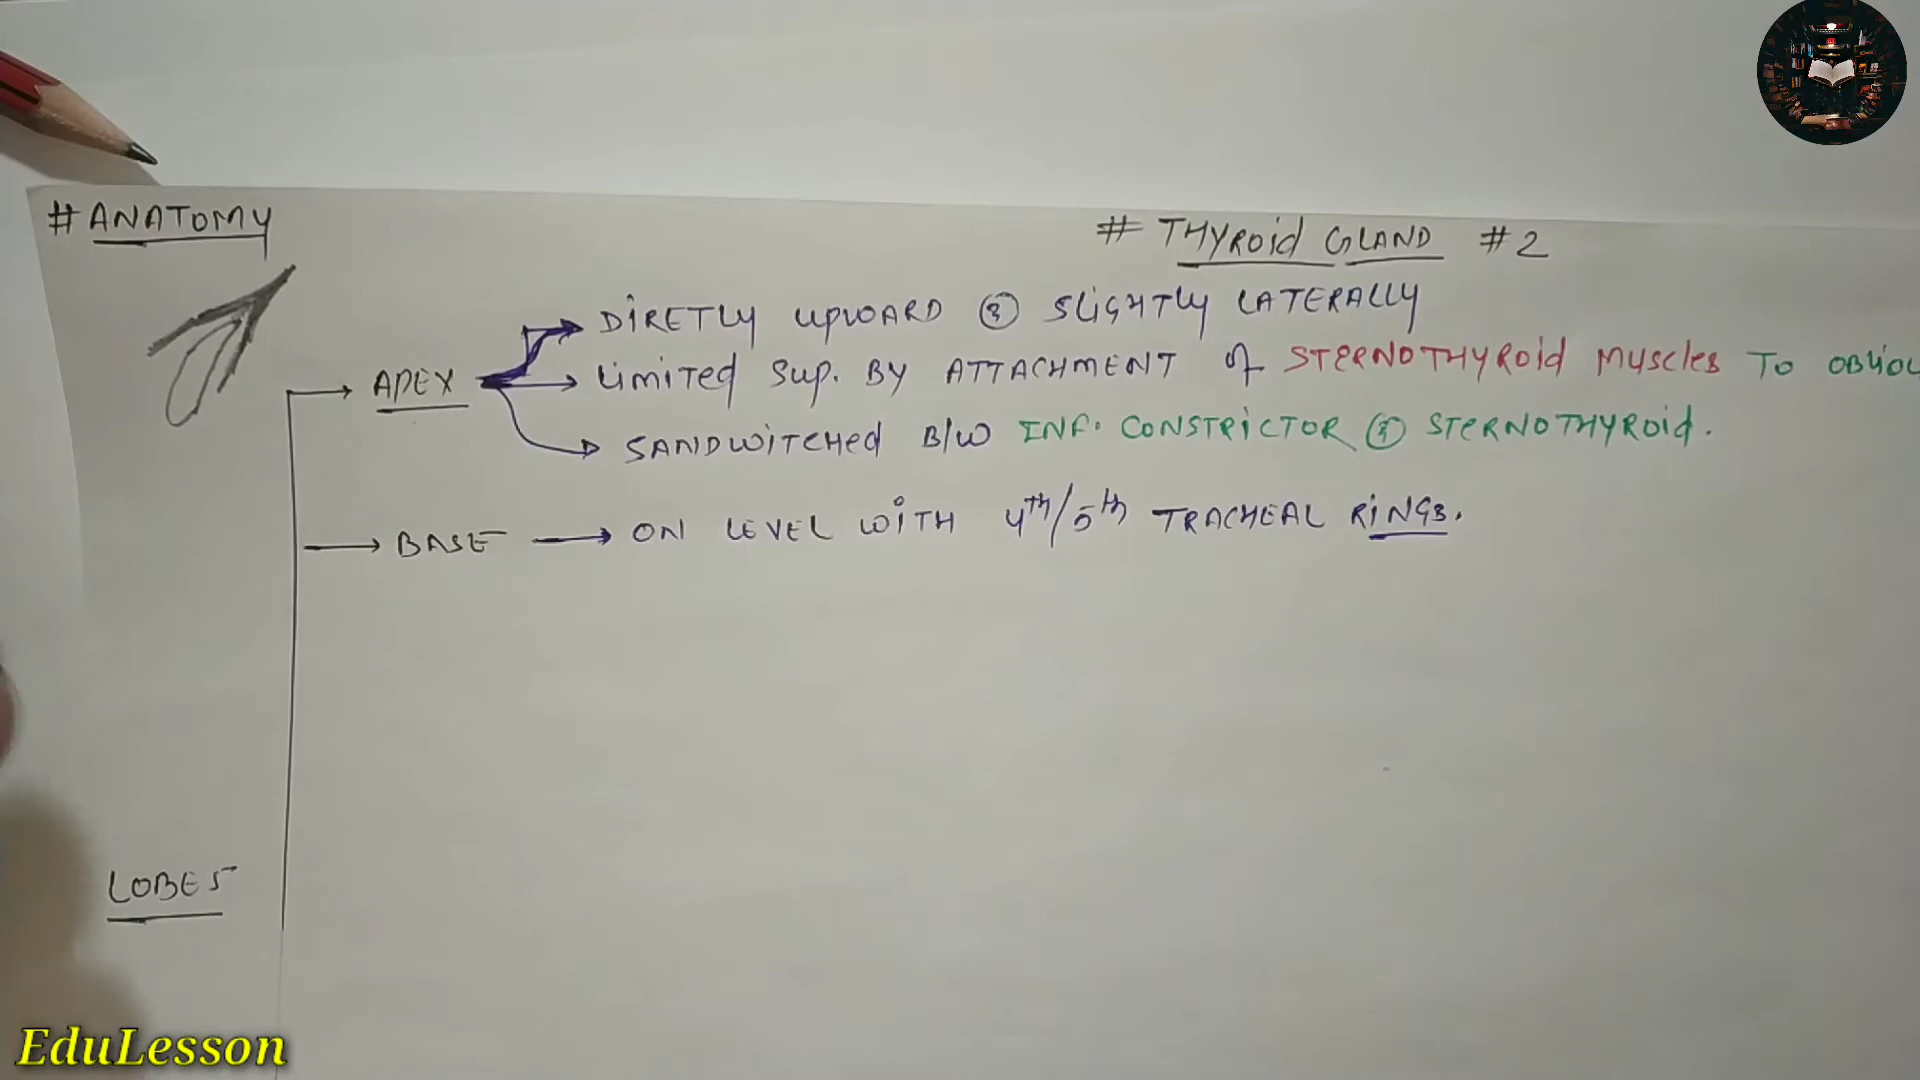 #ANATOMY
# THYROID GLAND #2
APEX
DIRETLY UPWARD & SLIGHTLY LATERALLY
LIMITED SUP. BY ATTACHMENT OF STERNOTHYROID MUSCLES TO
SANDWITCHED B/W INF. CONSTRICTOR & STERNOTHYROID.
BASE
ON LEVEL WITH 4TH/5TH TRACHEAL RINGS.
LOBES
EduLesson